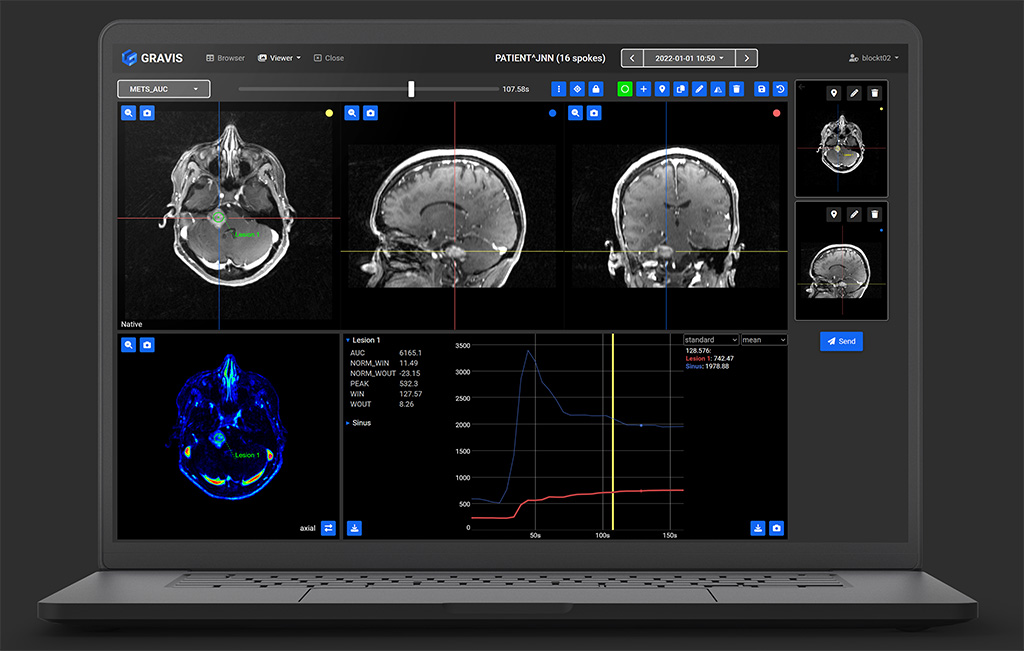 GRAVIS
Browser
Viewer
Close
PATIENT^JNN (16 spokes)
2022-01-01 10:50
blockt02
METS_AUC
107.58s
Lesion 1
Native
Lesion 1
axial
Lesion 1
AUC 6165.1
NORM_WIN 11.49
NORM_WOUT -23.15
PEAK 532.3
WIN 127.57
WOUT 8.26
Sinus
3500
3000
2500
2000
1500
1000
500
0
50s 100s 150s
standard mean
128.576:
Lesion 1: 742.47
Sinus: 1978.88
Send